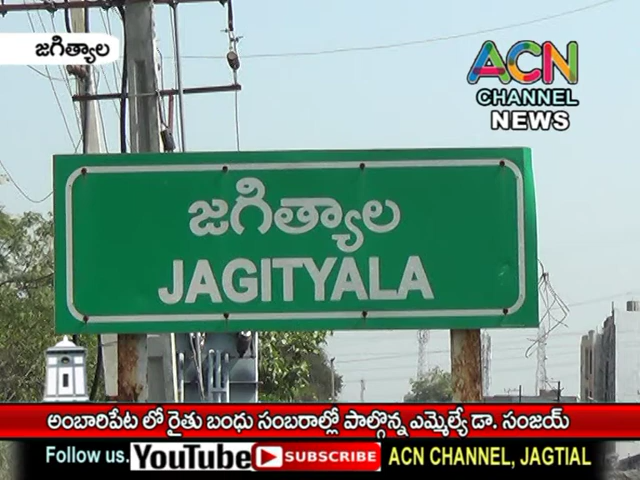 జగిత్యాల
ACN
CHANNEL
NEWS
జగిత్యాల
JAGITYALA
అంబారిపేట లో రైతు బంధు సంబరాల్లో పాల్గొన్న ఎమ్మెల్యే డా. సంజయ్
Follow us. YouTube SUBSCRIBE ACN CHANNEL, JAGTIAL